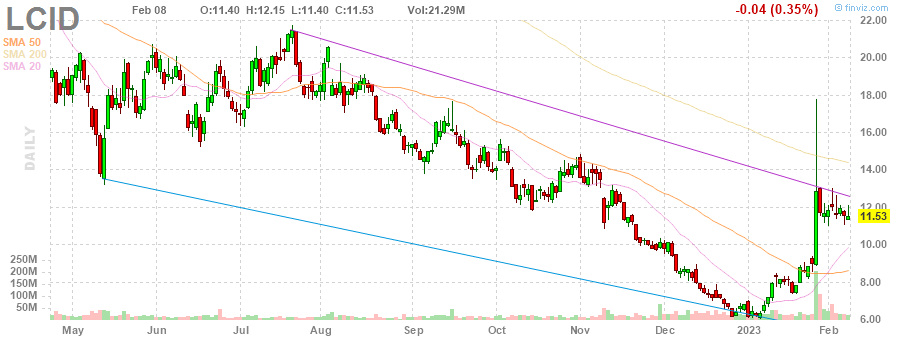 LCID Feb 08 O:11.40 H:12.15 C:11.53 Vol:21.29M -0.04 (0.35%) © finviz.com
SMA 50
SMA 200
SMA 20
DAILY
22.00
20.00
18.00
16.00
14.00
12.00
11.53
10.00
8.00
6.00
250M
200M
150M
100M
50M
May Jun Jul Aug Sep Oct Nov Dec 2023 Feb